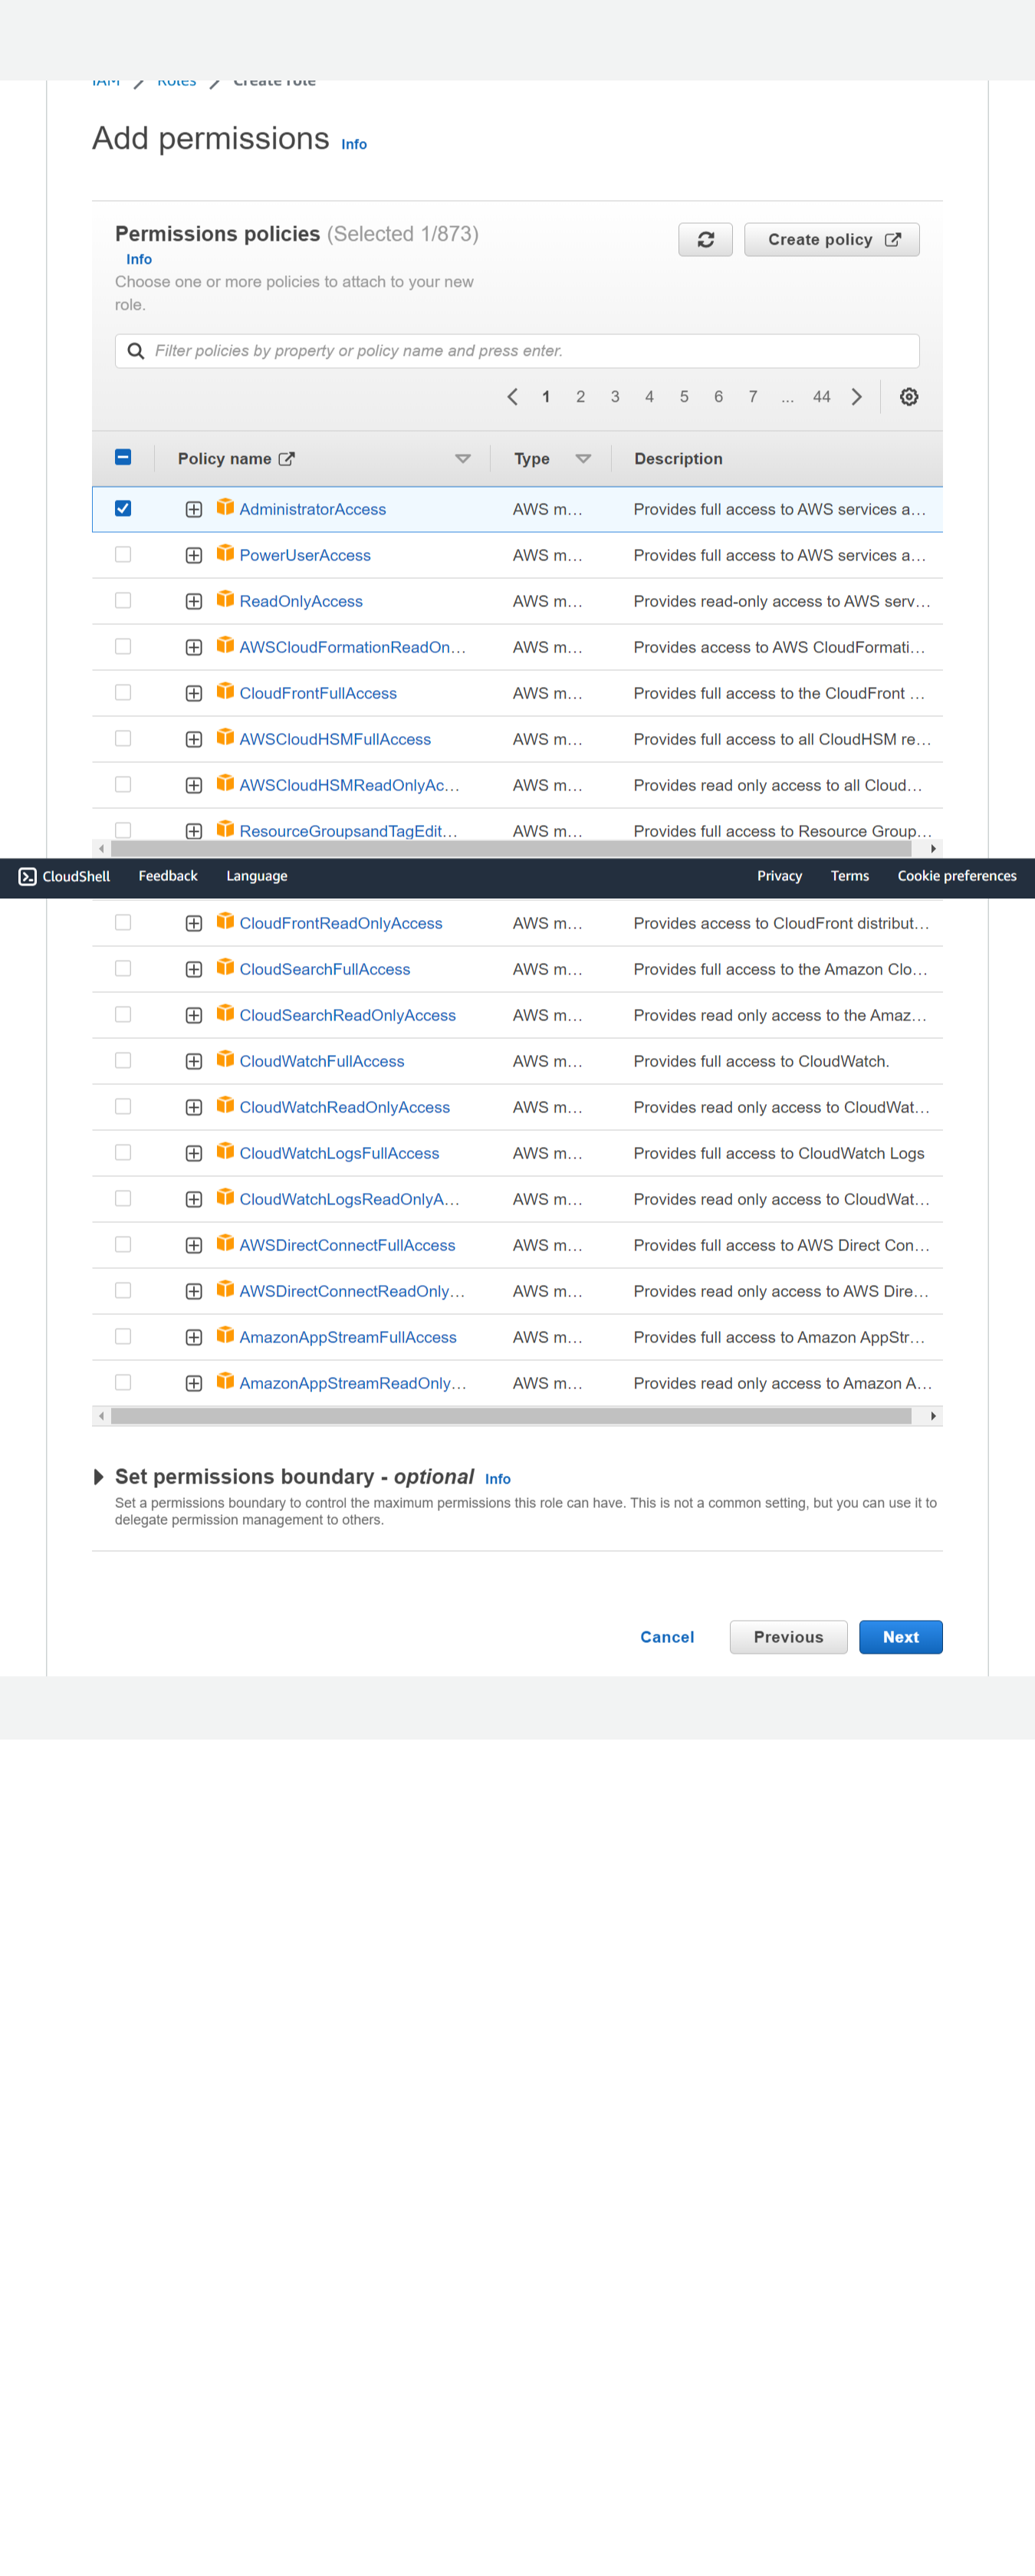 IAM > Roles > Create role
Add permissions Info
Permissions policies (Selected 1/873)
Info
Choose one or more policies to attach to your new
role.
Create policy
Filter policies by property or policy name and press enter.
1 2 3 4 5 6 7 ... 44
Policy name Type Description
AdministratorAccess AWS m... Provides full access to AWS services a...
PowerUserAccess AWS m... Provides full access to AWS services a...
ReadOnlyAccess AWS m... Provides read-only access to AWS serv...
AWSCloudFormationReadOn... AWS m... Provides access to AWS CloudFormati...
CloudFrontFullAccess AWS m... Provides full access to the CloudFront ...
AWSCloudHSMFullAccess AWS m... Provides full access to all CloudHSM re...
AWSCloudHSMReadOnlyAc... AWS m... Provides read only access to all Cloud...
ResourceGroupsandTagEdit... AWS m... Provides full access to Resource Group...
CloudShell Feedback Language Privacy Terms Cookie preferences
CloudFrontReadOnlyAccess AWS m... Provides access to CloudFront distribut...
CloudSearchFullAccess AWS m... Provides full access to the Amazon Clo...
CloudSearchReadOnlyAccess AWS m... Provides read only access to the Amaz...
CloudWatchFullAccess AWS m... Provides full access to CloudWatch.
CloudWatchReadOnlyAccess AWS m... Provides read only access to CloudWat...
CloudWatchLogsFullAccess AWS m... Provides full access to CloudWatch Logs
CloudWatchLogsReadOnlyA... AWS m... Provides read only access to CloudWat...
AWSDirectConnectFullAccess AWS m... Provides full access to AWS Direct Con...
AWSDirectConnectReadOnly... AWS m... Provides read only access to AWS Dire...
AmazonAppStreamFullAccess AWS m... Provides full access to Amazon AppStr...
AmazonAppStreamReadOnly... AWS m... Provides read only access to Amazon A...
Set permissions boundary - optional Info
Set a permissions boundary to control the maximum permissions this role can have. This is not a common setting, but you can use it to
delegate permission management to others.
Cancel Previous Next